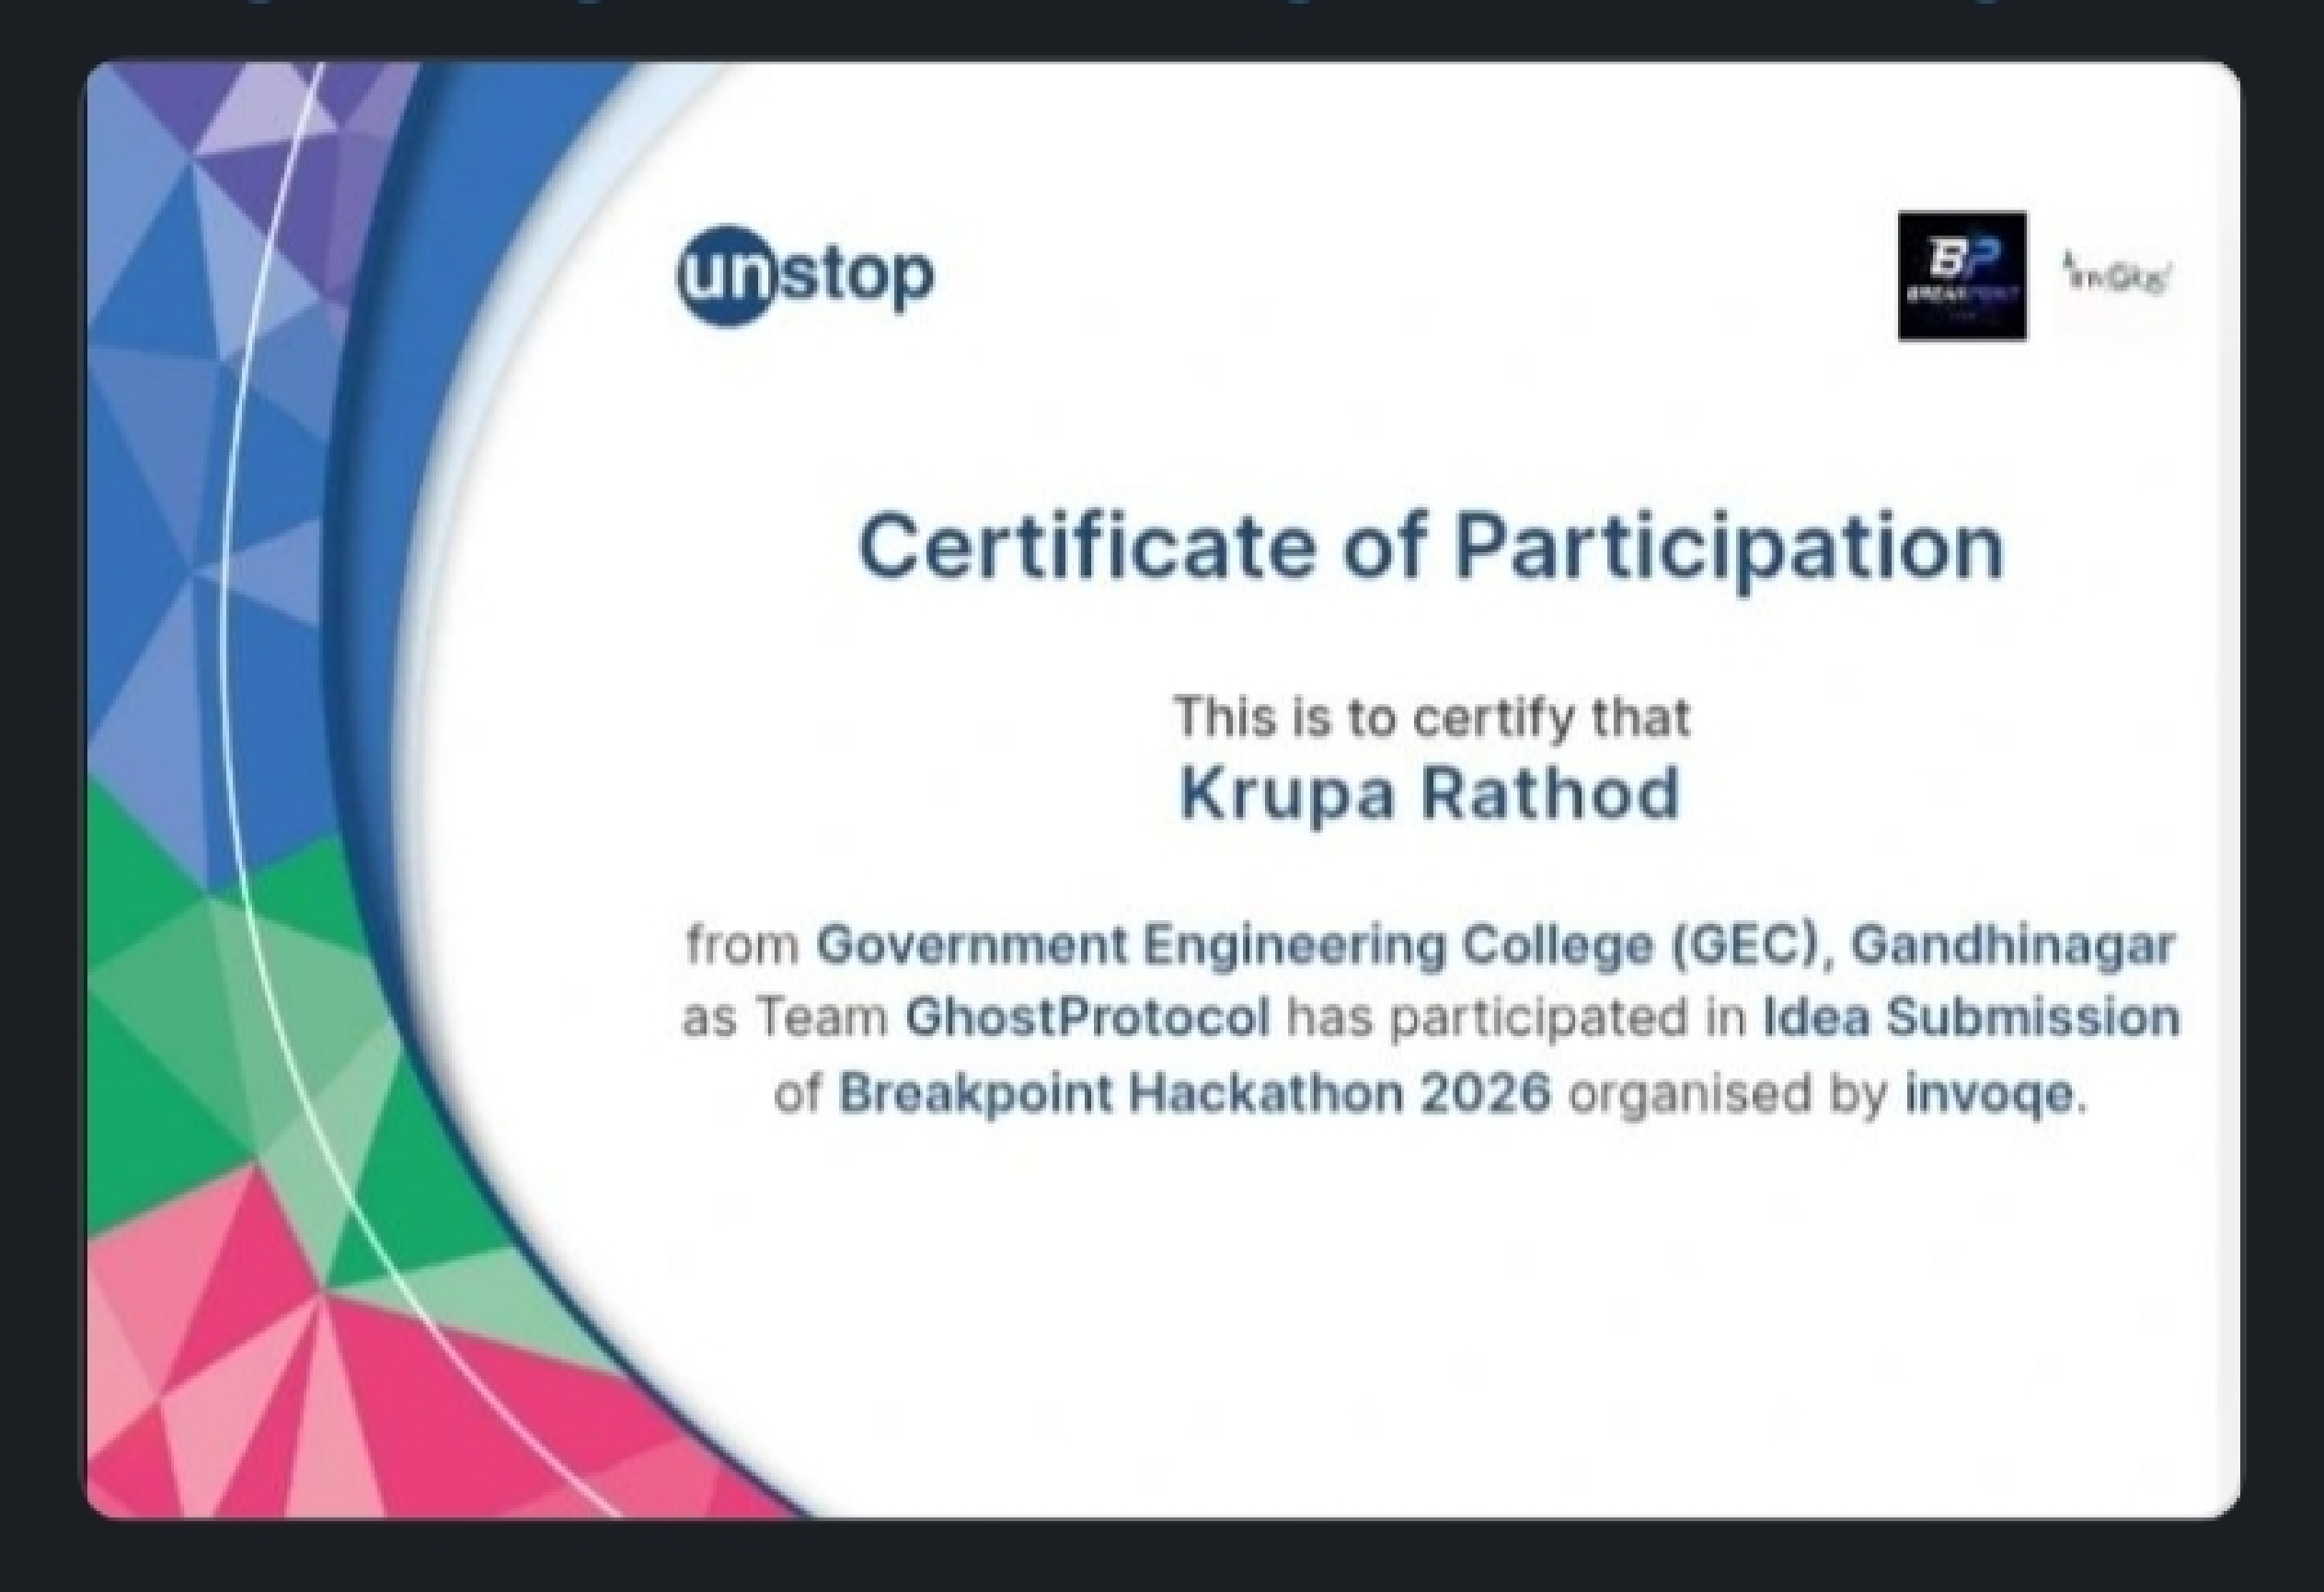 unstop
BP
Certificate of Participation
This is to certify that
Krupa Rathod
from Government Engineering College (GEC), Gandhinagar
as Team GhostProtocol has participated in Idea Submission
of Breakpoint Hackathon 2026 organised by invoqe.